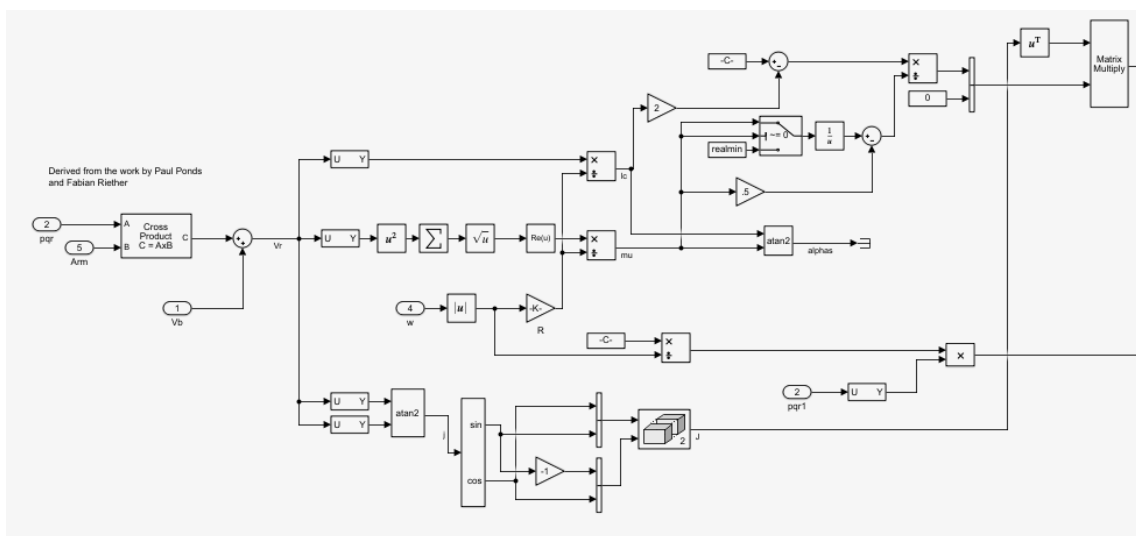 -C-
+
-
×
÷
u^T
Matrix
Multiply
2
0
~= 0
realmin
1
u
+
-
.5
U Y
×
÷
lc
Derived from the work by Paul Ponds
and Fabian Riether
2
pqr
5
Arm
A
B
Cross
Product
C = AxB
C
+
+
Vr
U Y
u²
∑
√u
Re(u)
×
÷
mu
atan2
alphas
1
Vb
4
w
|u|
-K-
R
-C-
×
÷
×
2
pqr1
U Y
U Y
U Y
atan2
j
sin
cos
-1
2
J